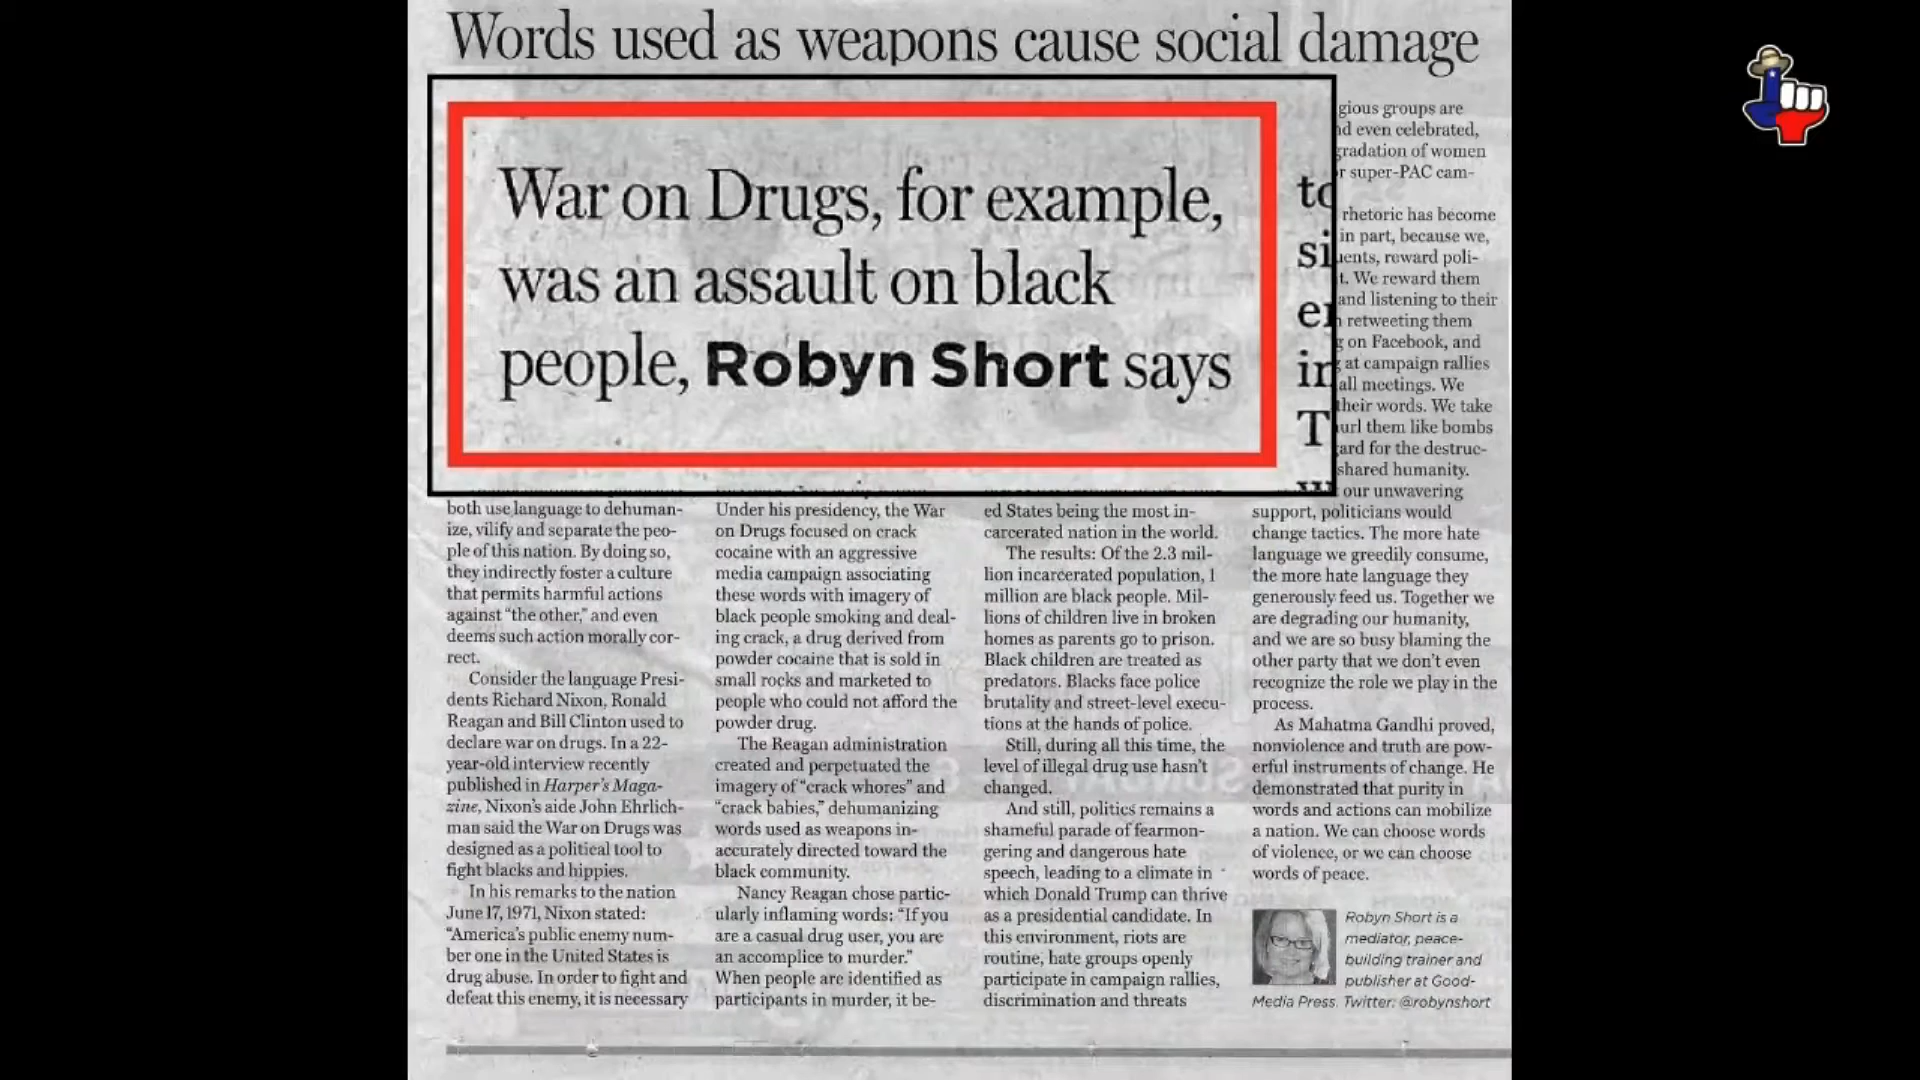 Words used as weapons cause social damage
War on Drugs, for example,
was an assault on black
people, Robyn Short says
both use language to dehuman-
ize, vilify and separate the peo-
ple of this nation. By doing so,
they indirectly foster a culture
that permits harmful actions
against “the other,” and even
deems such action morally cor-
rect.
Consider the language Presi-
dents Richard Nixon, Ronald
Reagan and Bill Clinton used to
declare war on drugs. In a 22-
year-old interview recently
published in Harper's Maga-
zine, Nixon's aide John Ehrlich-
man said the War on Drugs was
designed as a political tool to
fight blacks and hippies.
In his remarks to the nation
June 17, 1971, Nixon stated:
“America's public enemy num-
ber one in the United States is
drug abuse. In order to fight and
defeat this enemy, it is necessary
Under his presidency, the War
on Drugs focused on crack
cocaine with an aggressive
media campaign associating
these words with imagery of
black people smoking and deal-
ing crack, a drug derived from
powder cocaine that is sold in
small rocks and marketed to
people who could not afford the
powder drug.
The Reagan administration
created and perpetuated the
imagery of “crack whores” and
“crack babies,” dehumanizing
words used as weapons in-
accurately directed toward the
black community.
Nancy Reagan chose partic-
ularly inflaming words: “If you
are a casual drug user, you are
an accomplice to murder.”
When people are identified as
participants in murder, it be-
ed States being the most in-
carcerated nation in the world.
The results: Of the 2.3 mil-
lion incarcerated population, 1
million are black people. Mil-
lions of children live in broken
homes as parents go to prison.
Black children are treated as
predators. Blacks face police
brutality and street-level execu-
tions at the hands of police.
Still, during all this time, the
level of illegal drug use hasn't
changed.
And still, politics remains a
shameful parade of fearmon-
gering and dangerous hate
speech, leading to a climate in
which Donald Trump can thrive
as a presidential candidate. In
this environment, riots are
routine, hate groups openly
participate in campaign rallies,
discrimination and threats
gious groups are
even celebrated,
gradation of women
super-PAC cam-
rhetoric has become
in part, because we,
reward poli-
We reward them
and listening to their
retweeting them
on Facebook, and
at campaign rallies
all meetings. We
their words. We take
url them like bombs
ard for the destruc-
shared humanity.
our unwavering
support, politicians would
change tactics. The more hate
language we greedily consume,
the more hate language they
generously feed us. Together we
are degrading our humanity,
and we are so busy blaming the
other party that we don't even
recognize the role we play in the
process.
As Mahatma Gandhi proved,
nonviolence and truth are pow-
erful instruments of change. He
demonstrated that purity in
words and actions can mobilize
a nation. We can choose words
of violence, or we can choose
words of peace.
Robyn Short is a
mediator, peace-
building trainer and
publisher at Good-
Media Press. Twitter: @robynshort